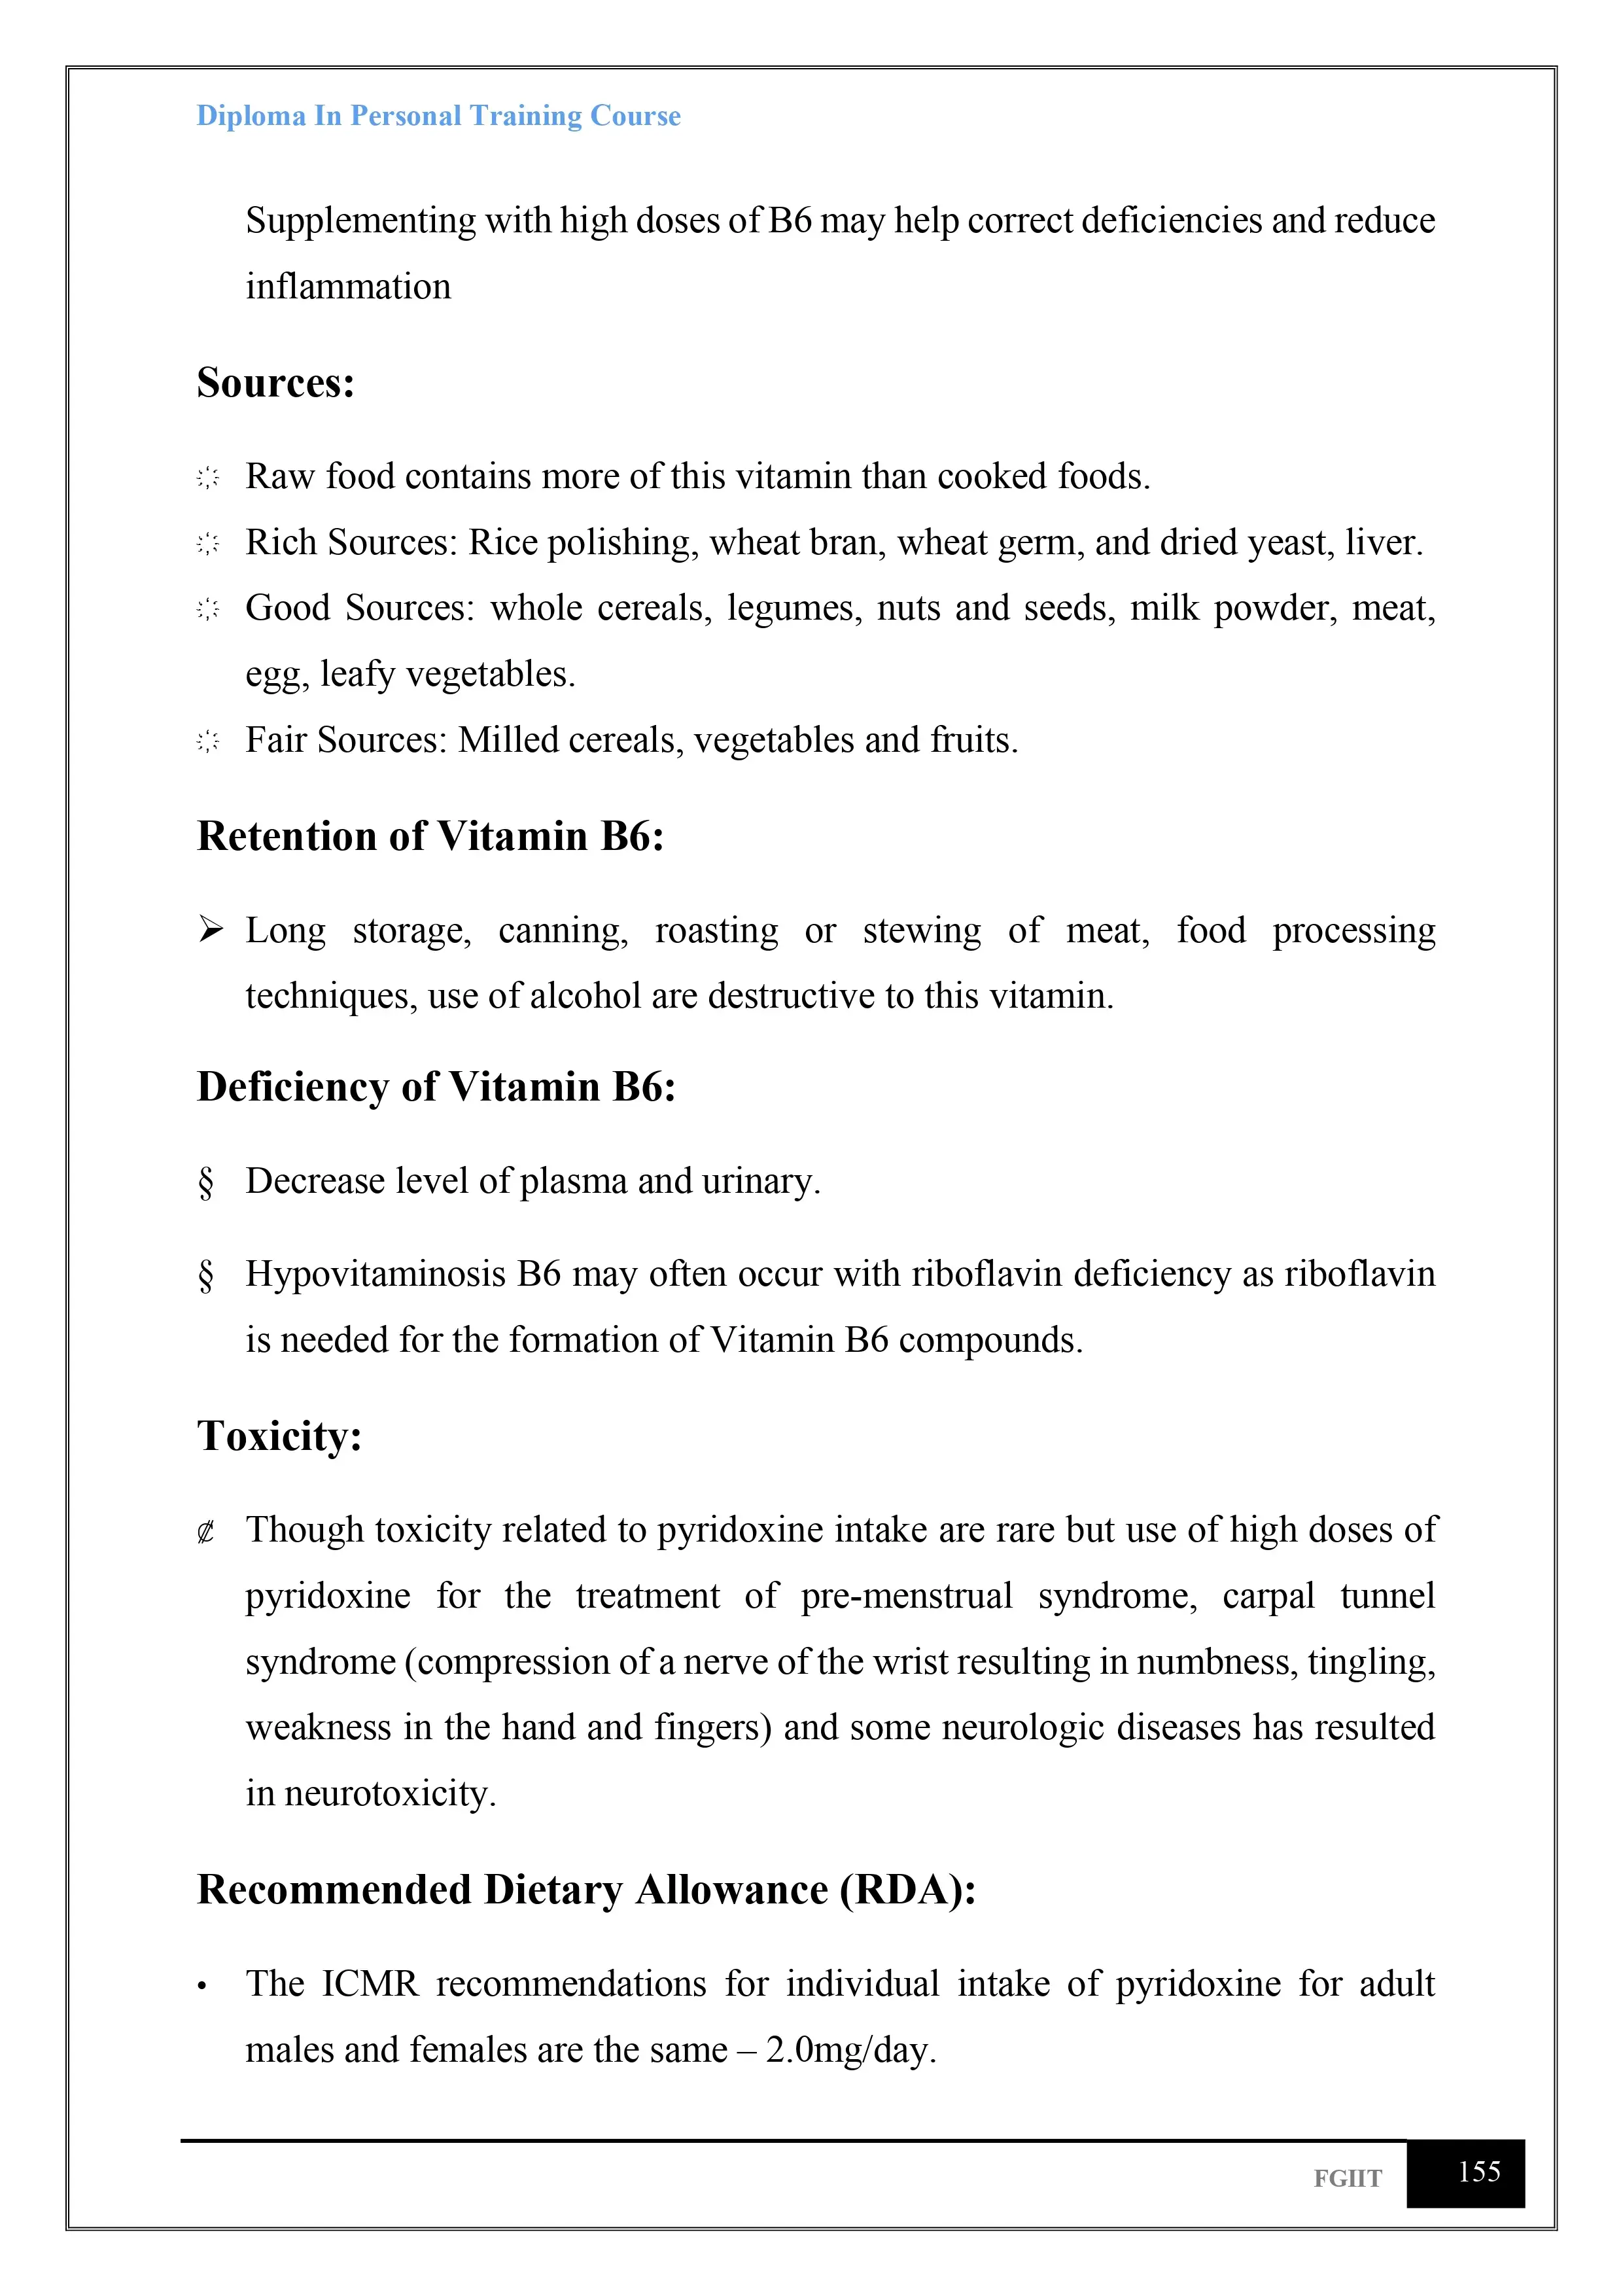 Diploma In Personal Training Course
Supplementing with high doses of B6 may help correct deficiencies and reduce
inflammation
Sources:
҉ Raw food contains more of this vitamin than cooked foods.
҉ Rich Sources: Rice polishing, wheat bran, wheat germ, and dried yeast, liver.
҉ Good Sources: whole cereals, legumes, nuts and seeds, milk powder, meat,
egg, leafy vegetables.
҉ Fair Sources: Milled cereals, vegetables and fruits.
Retention of Vitamin B6:
➢ Long storage, canning, roasting or stewing of meat, food processing
techniques, use of alcohol are destructive to this vitamin.
Deficiency of Vitamin B6:
§ Decrease level of plasma and urinary.
§ Hypovitaminosis B6 may often occur with riboflavin deficiency as riboflavin
is needed for the formation of Vitamin B6 compounds.
Toxicity:
⊄ Though toxicity related to pyridoxine intake are rare but use of high doses of
pyridoxine for the treatment of pre-menstrual syndrome, carpal tunnel
syndrome (compression of a nerve of the wrist resulting in numbness, tingling,
weakness in the hand and fingers) and some neurologic diseases has resulted
in neurotoxicity.
Recommended Dietary Allowance (RDA):
• The ICMR recommendations for individual intake of pyridoxine for adult
males and females are the same – 2.0mg/day.
FGIIT 155